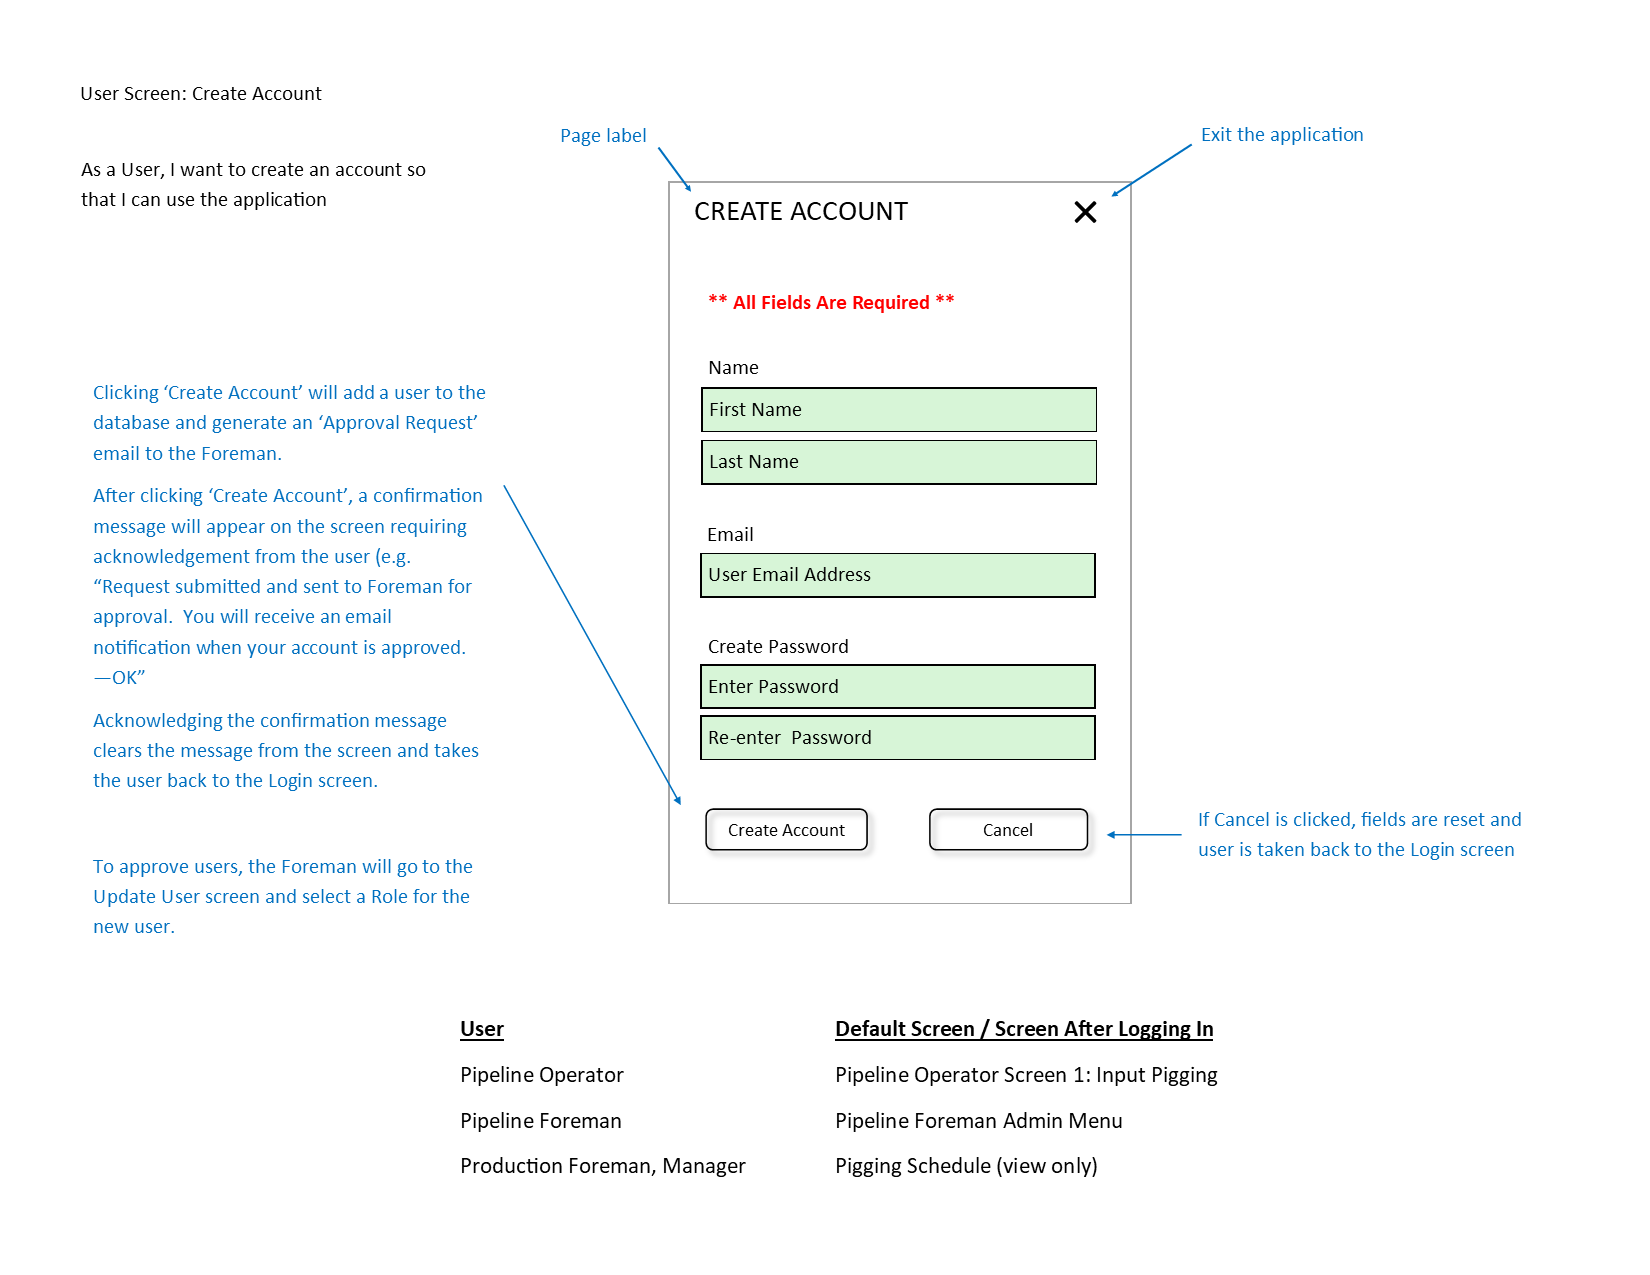 User Screen: Create Account
As a User, I want to create an account so
that I can use the application
Page label
Exit the application
CREATE ACCOUNT
** All Fields Are Required **
Name
First Name
Last Name
Email
User Email Address
Create Password
Enter Password
Re-enter  Password
Create Account
Cancel
Clicking ‘Create Account’ will add a user to the
database and generate an ‘Approval Request’
email to the Foreman.
After clicking ‘Create Account’, a confirmation
message will appear on the screen requiring
acknowledgement from the user (e.g.
“Request submitted and sent to Foreman for
approval.  You will receive an email
notification when your account is approved.
—OK”
Acknowledging the confirmation message
clears the message from the screen and takes
the user back to the Login screen.
To approve users, the Foreman will go to the
Update User screen and select a Role for the
new user.
If Cancel is clicked, fields are reset and
user is taken back to the Login screen
User	Default Screen / Screen After Logging In
Pipeline Operator	Pipeline Operator Screen 1: Input Pigging
Pipeline Foreman	Pipeline Foreman Admin Menu
Production Foreman, Manager	Pigging Schedule (view only)